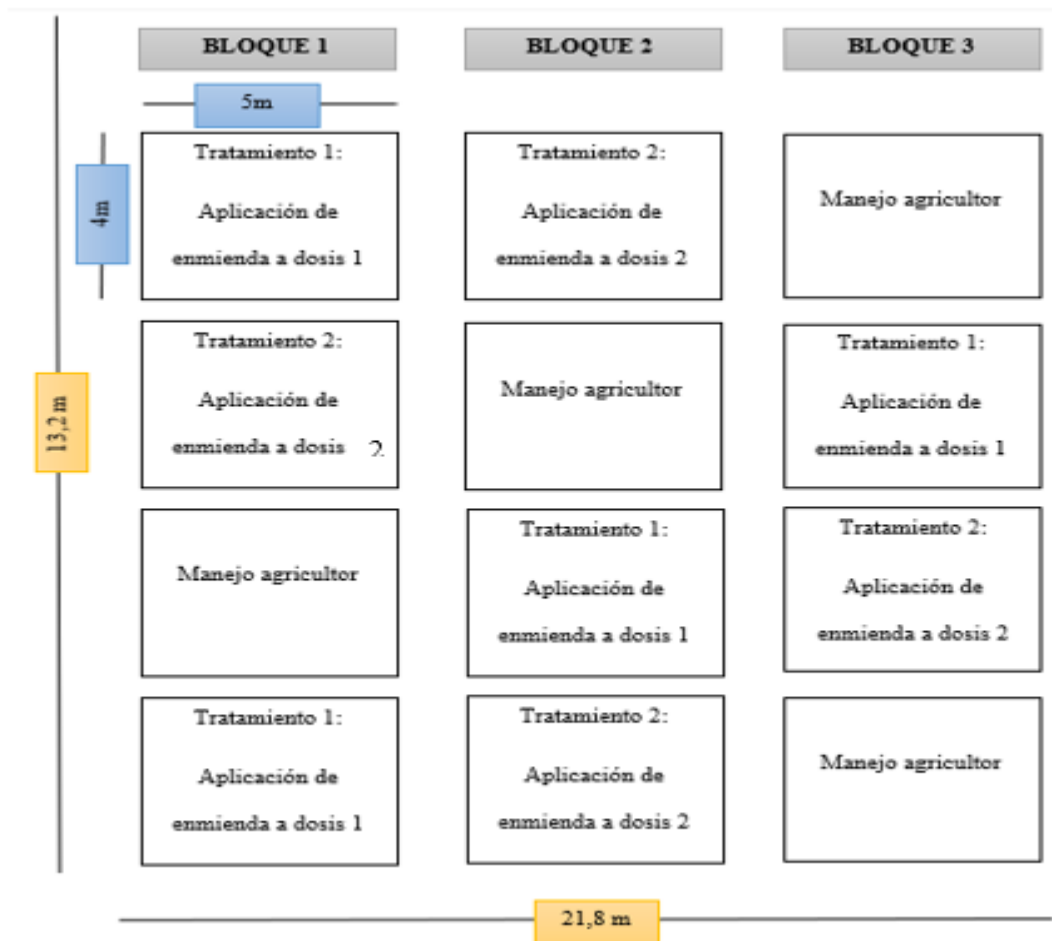 BLOQUE 1
BLOQUE 2
BLOQUE 3
5m
4m
13,2 m
Tratamiento 1:
Aplicación de
enmienda a dosis 1
Tratamiento 2:
Aplicación de
enmienda a dosis 2
Manejo agricultor
Tratamiento 2:
Aplicación de
enmienda a dosis 2
Manejo agricultor
Tratamiento 1:
Aplicación de
enmienda a dosis 1
Manejo agricultor
Tratamiento 1:
Aplicación de
enmienda a dosis 1
Tratamiento 2:
Aplicación de
enmienda a dosis 2
Tratamiento 1:
Aplicación de
enmienda a dosis 1
Tratamiento 2:
Aplicación de
enmienda a dosis 2
Manejo agricultor
21,8 m